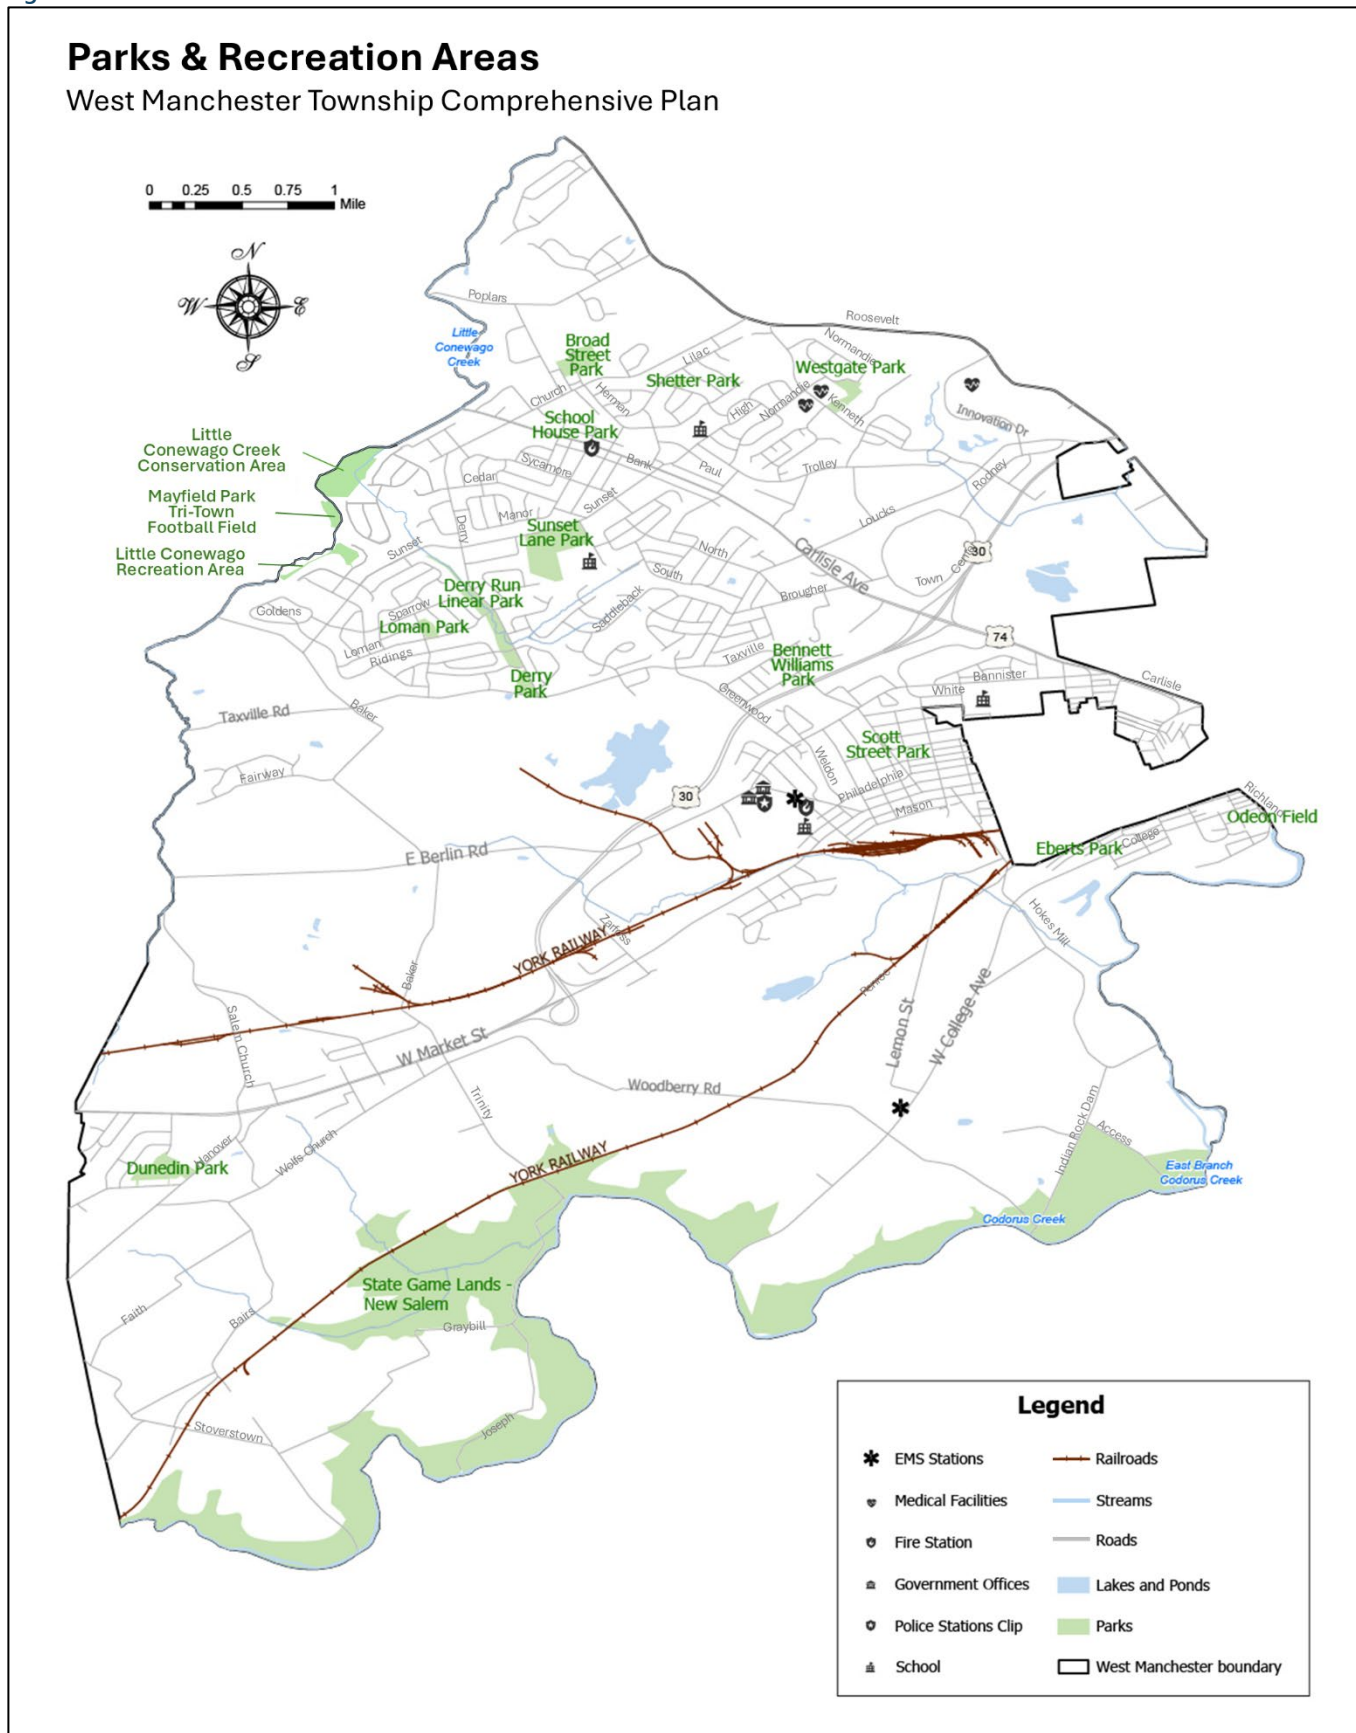 Parks & Recreation Areas
West Manchester Township Comprehensive Plan
0 0.25 0.5 0.75 1
Mile
N
W E
S
Poplars
Roosevelt
Little
Conewago
Creek
Broad
Street
Park
Lilac
Normandie
Westgate Park
Shetter Park
Church
Herman
High
Normandie
Kenneth
Innovation Dr
School
House Park
Little
Conewago Creek
Conservation Area
Mayfield Park
Tri-Town
Football Field
Little Conewago
Recreation Area
Cedar
Sycamore
Bank
Paul
Trolley
Rodney
Manor
Sunset
Derry
Sunset
Lane Park
Loucks
Sunset
North
Carlisle Ave
30
Town
Cent
South
Brougher
Derry Run
Linear Park
Goldens
Sparrow
Saddleback
Loman Park
Loman
Ridings
74
Taxville
Bennett
Williams
Park
Bannister
Carlisle
White
Derry
Park
Greenwood
Taxville Rd
Baker
Scott
Street Park
Weldon
Fairway
Philadelphia
Mason
30
Richland
Odeon Field
Eberts Park
College
E Berlin Rd
Hokes Mill
Zarfoss
YORK RAILWAY
Baker
Lemon St
W College Ave
Salem Church
W Market St
Woodberry Rd
Trinity
Indian Rock Dam
Access
Hanover
Wolfs Church
YORK RAILWAY
Dunedin Park
East Branch
Codorus Creek
Codorus Creek
State Game Lands -
New Salem
Faith
Bairs
Graybill
Joseph
Stoverstown
Legend
EMS Stations
Railroads
Medical Facilities
Streams
Fire Station
Roads
Government Offices
Lakes and Ponds
Police Stations Clip
Parks
School
West Manchester boundary